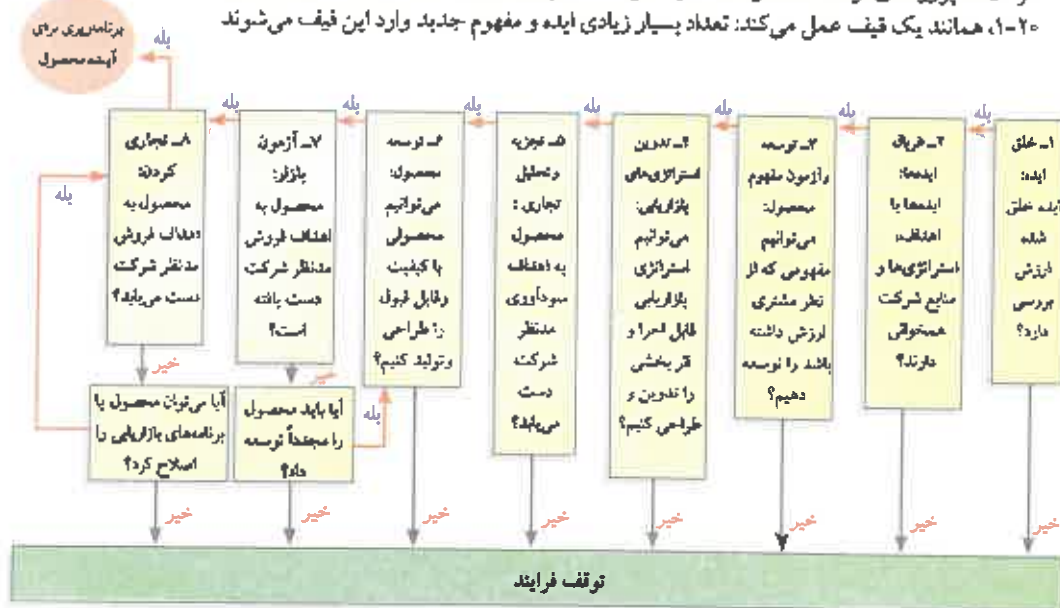 ۲۰-۱، همانند یک قیف عمل می‌کند: تعداد بسیار زیادی ایده و مفهوم جدید وارد این قیف می‌شوند
برنامه‌ریزی برای
آینده محصول
بله
بله
بله
بله
بله
بله
بله
بله
۱ـ خلق
ایده:
ایده خلق
شده
ارزش
بررسی
دارد؟
ایده‌ها:
ایده‌ها با
اهداف،
استراتژی‌ها و
منابع شرکت
همخوانی
دارند؟
۳ـ توسعه
وآزمون مفهوم
محصول:
می‌توانیم
مفهومی که از
نظر مشتری
ارزش داشته
باشد را توسعه
دهیم؟
۴ـ تدوین
استراتژی‌های
بازاریابی:
می‌توانیم
استراتژی
بازاریابی
قابل اجرا و
اثربخشی
را تدوین و
طراحی کنیم؟
۵ـ تجزیه
وتحلیل
تجاری:
محصول
به اهداف
سودآوری
مدنظر
شرکت
دست
می‌یابد؟
۶ـ توسعه
محصول:
می‌توانیم
محصولی
با کیفیت
وقابل قبول
را طراحی
وتولید کنیم؟
۷ـ آزمون
بازار:
محصول به
اهداف فروش
مدنظر شرکت
دست یافته
است؟
۸ـ تجاری
کردن:
محصول به
اهداف فروش
مدنظر شرکت
دست می‌یابد؟
بله
خیر
خیر
آیا باید محصول
را مجدداً توسعه
داد؟
بله
آیا می‌توان محصول یا
برنامه‌های بازاریابی را
اصلاح کرد؟
خیر
خیر
خیر
خیر
خیر
خیر
خیر
خیر
توقف فرایند